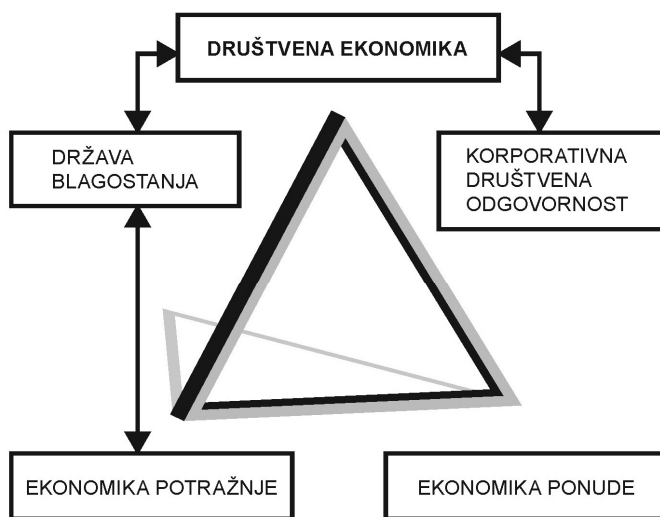 DRUŠTVENA EKONOMIKA
DRŽAVA
BLAGOSTANJA
KORPORATIVNA
DRUŠTVENA
ODGOVORNOST
EKONOMIKA POTRAŽNJE
EKONOMIKA PONUDE